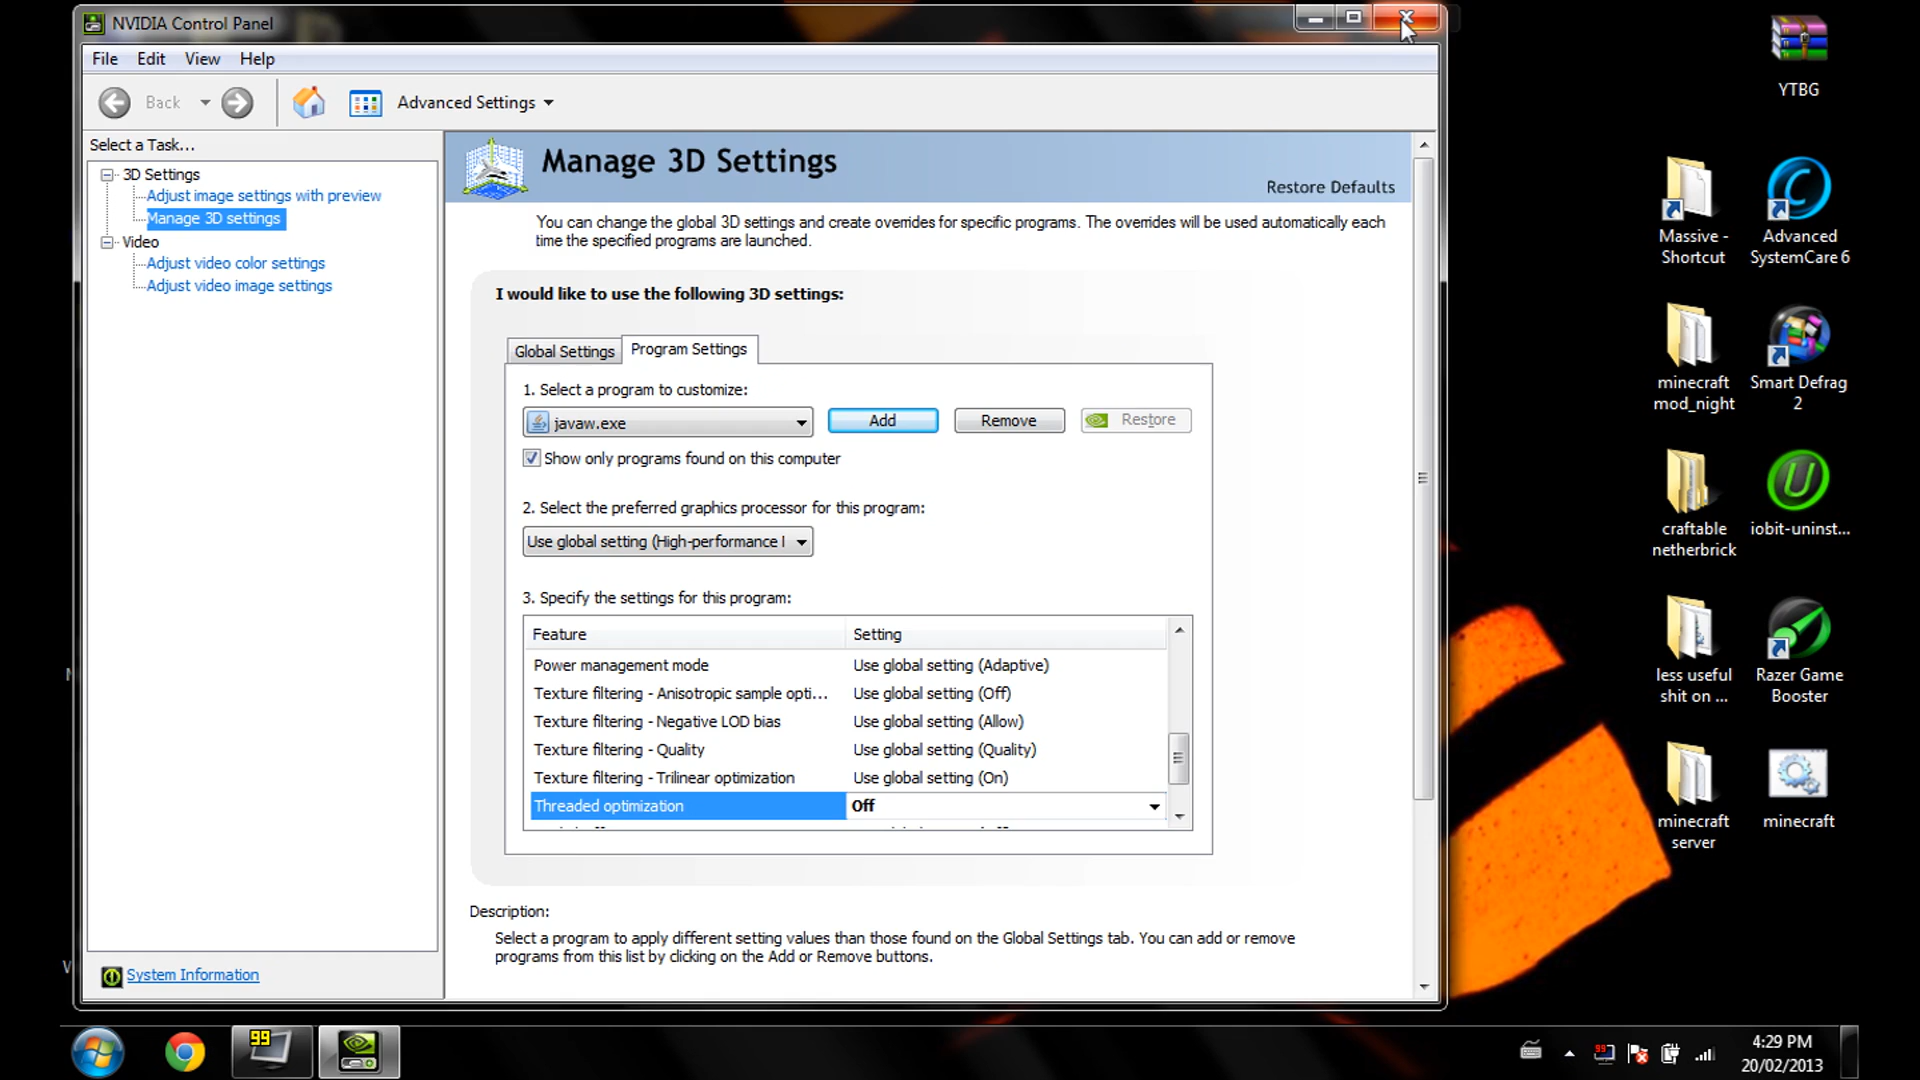 NVIDIA Control Panel
File Edit View Help
Back
Advanced Settings
Select a Task...
3D Settings
Adjust image settings with preview
Manage 3D settings
Video
Adjust video color settings
Adjust video image settings
System Information
Manage 3D Settings
Restore Defaults
You can change the global 3D settings and create overrides for specific programs. The overrides will be used automatically each
time the specified programs are launched.
I would like to use the following 3D settings:
Global Settings Program Settings
1. Select a program to customize:
javaw.exe Add Remove Restore
Show only programs found on this computer
2. Select the preferred graphics processor for this program:
Use global setting (High-performance
3. Specify the settings for this program:
Feature Setting
Power management mode Use global setting (Adaptive)
Texture filtering - Anisotropic sample opti... Use global setting (Off)
Texture filtering - Negative LOD bias Use global setting (Allow)
Texture filtering - Quality Use global setting (Quality)
Texture filtering - Trilinear optimization Use global setting (On)
Threaded optimization Off
Description:
Select a program to apply different setting values than those found on the Global Settings tab. You can add or remove
programs from this list by clicking on the Add or Remove buttons.
YTBG
Massive -
Shortcut
Advanced
SystemCare 6
minecraft
mod_night
Smart Defrag
2
craftable
netherbrick
iobit-uninst...
less useful
shit on ...
Razer Game
Booster
minecraft
server
minecraft
99
99
4:29 PM
20/02/2013